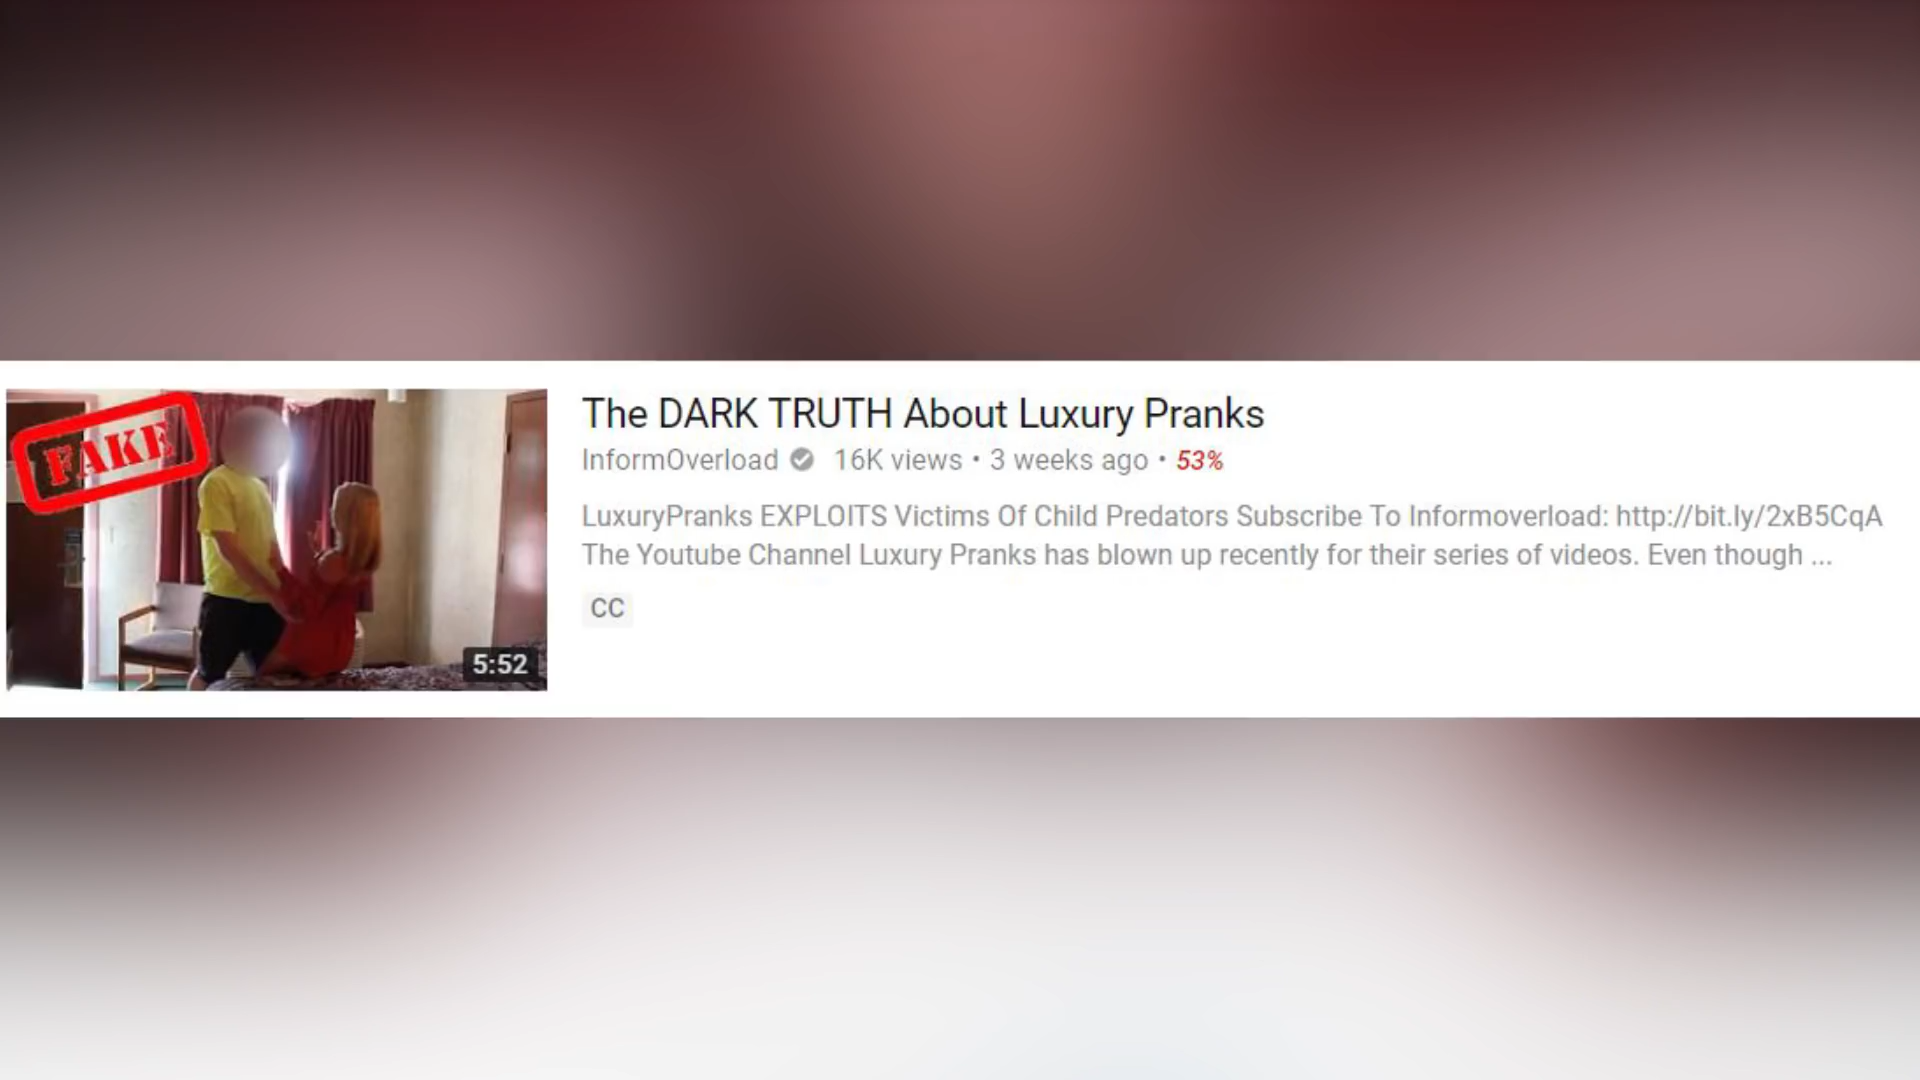 FAKE
5:52
The DARK TRUTH About Luxury Pranks
InformOverload 16K views • 3 weeks ago • 53%
LuxuryPranks EXPLOITS Victims Of Child Predators Subscribe To Informoverload: http://bit.ly/2xB5CqA
The Youtube Channel Luxury Pranks has blown up recently for their series of videos. Even though ...
CC